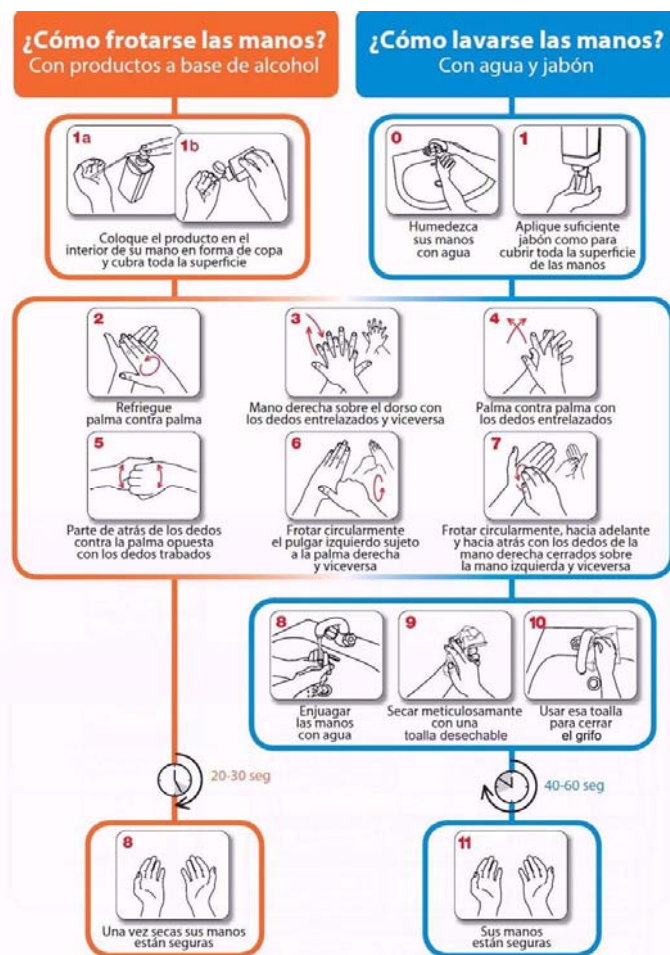 ¿Cómo frotarse las manos?
Con productos a base de alcohol
¿Cómo lavarse las manos?
Con agua y jabón
1a
1b
Coloque el producto en el
interior de su mano en forma de copa
y cubra toda la superficie
0
Humedezca
sus manos
con agua
1
Aplique suficiente
jabón como para
cubrir toda la superficie
de las manos
2
Refriegue
palma contra palma
3
Mano derecha sobre el dorso con
los dedos entrelazados y viceversa
4
Palma contra palma con
los dedos entrelazados
5
Parte de atrás de los dedos
contra la palma opuesta
con los dedos trabados
6
Frotar circularmente
el pulgar izquierdo sujeto
a la palma derecha
y viceversa
7
Frotar circularmente, hacia adelante
y hacia atrás con los dedos de la
mano derecha cerrados sobre
la mano izquierda y viceversa
8
Enjuagar
las manos
con agua
9
Secar meticulosamante
con una
toalla desechable
10
Usar esa toalla
para cerrar
el grifo
20-30 seg
40-60 seg
8
Una vez secas sus manos
están seguras
11
Sus manos
están seguras